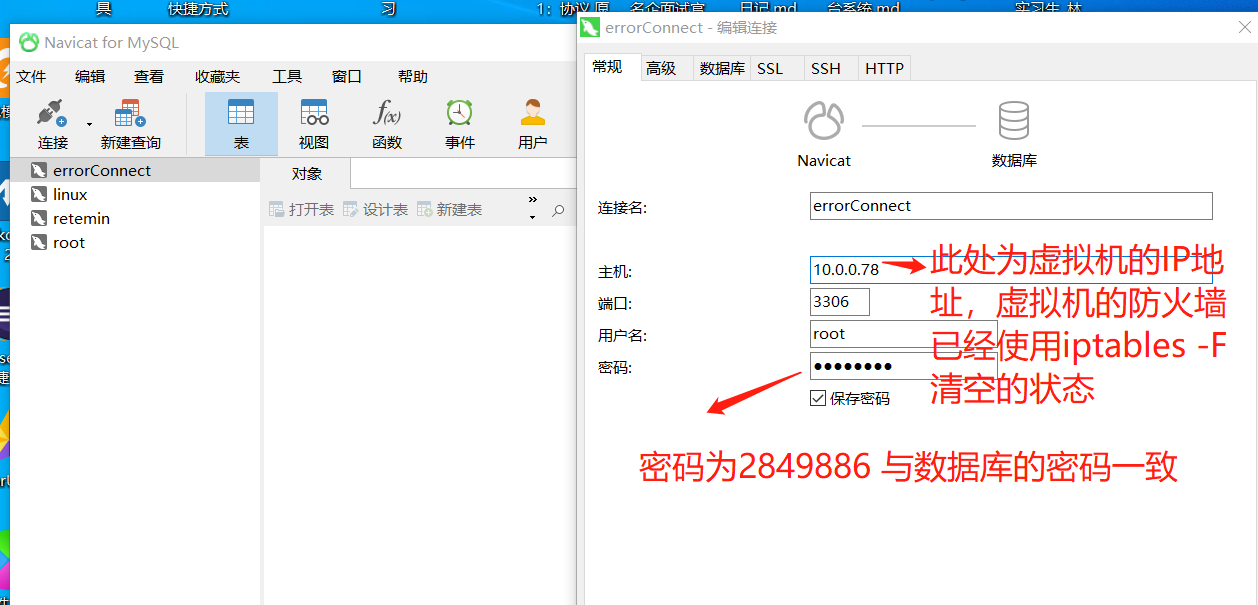 具
快捷方式
习
1：协议 原
名企面试官
日记.md
台系统.md
实习生_林
Navicat for MySQL
文件 编辑 查看 收藏夹 工具 窗口 帮助
连接 新建查询 表 视图 函数 事件 用户
f(x)
errorConnect
linux
retemin
root
对象
打开表 设计表 新建表 »
errorConnect - 编辑连接
常规 高级 数据库 SSL SSH HTTP
Navicat 数据库
连接名: errorConnect
主机: 10.0.0.78
端口: 3306
用户名: root
密码: ●●●●●●●●
保存密码
此处为虚拟机的IP地
址，虚拟机的防火墙
已经使用iptables -F
清空的状态
密码为2849886 与数据库的密码一致